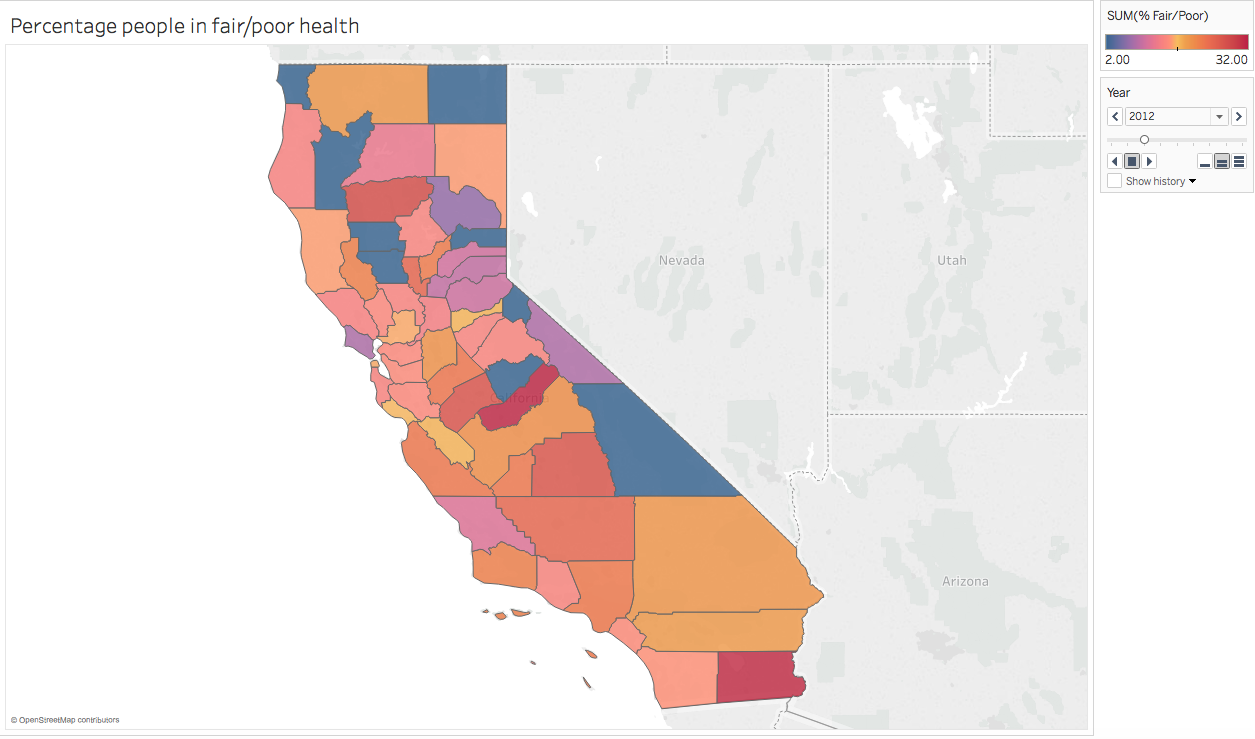 Percentage people in fair/poor health
SUM(% Fair/Poor)
2.00 32.00
Year
2012
Show history
Nevada
Utah
California
Arizona
© OpenStreetMap contributors